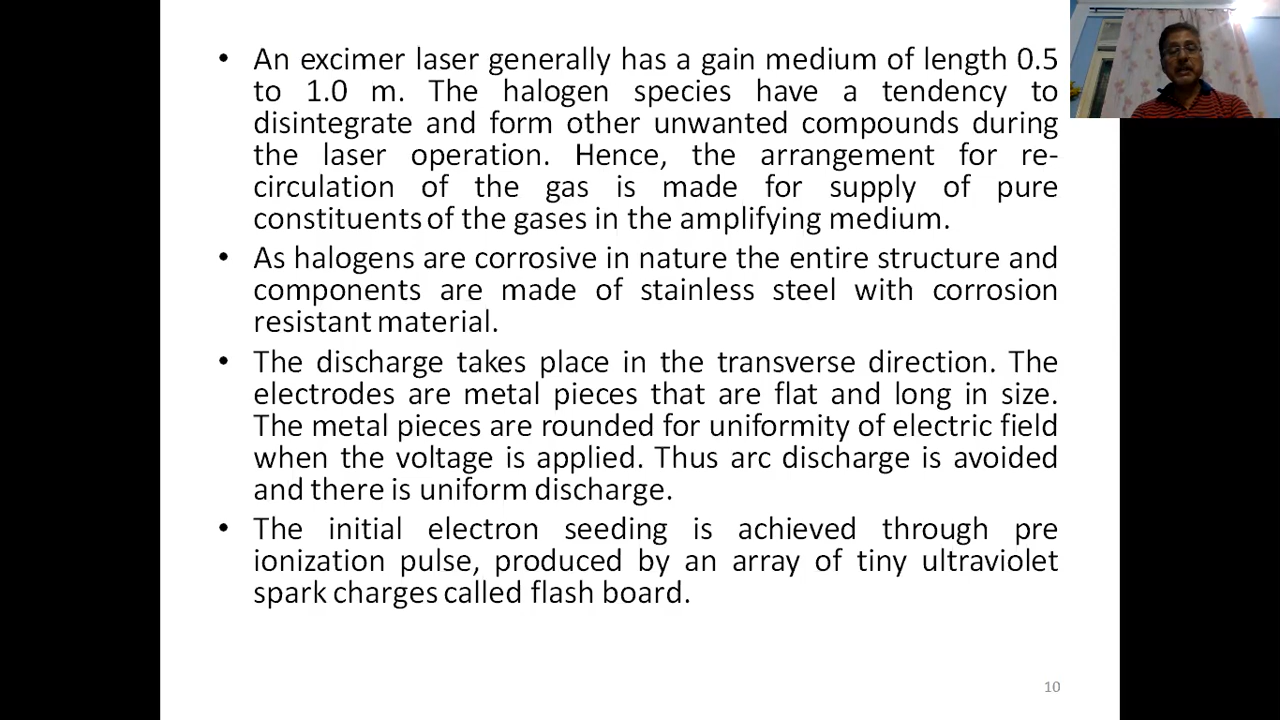 • An excimer laser generally has a gain medium of length 0.5
to 1.0 m. The halogen species have a tendency to
disintegrate and form other unwanted compounds during
the laser operation. Hence, the arrangement for re-
circulation of the gas is made for supply of pure
constituents of the gases in the amplifying medium.
• As halogens are corrosive in nature the entire structure and
components are made of stainless steel with corrosion
resistant material.
• The discharge takes place in the transverse direction. The
electrodes are metal pieces that are flat and long in size.
The metal pieces are rounded for uniformity of electric field
when the voltage is applied. Thus arc discharge is avoided
and there is uniform discharge.
• The initial electron seeding is achieved through pre
ionization pulse, produced by an array of tiny ultraviolet
spark charges called flash board.
10